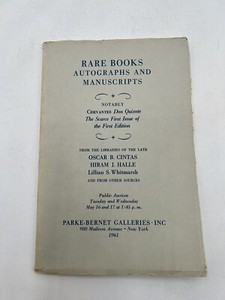 RARE BOOKS
AUTOGRAPHS AND
MANUSCRIPTS
NOTABLY
CERVANTES Don Quixote
The Scarce First Issue of
the First Edition
FROM THE LIBRARIES OF THE LATE
OSCAR B. CINTAS
HIRAM J. HALLE
Lillian S. Whitmarsh
AND FROM OTHER SOURCES
Public Auction
Tuesday and Wednesday
May 16 and 17 at 1:45 p.m.
PARKE-BERNET GALLERIES · INC
980 Madison Avenue · New York
1961